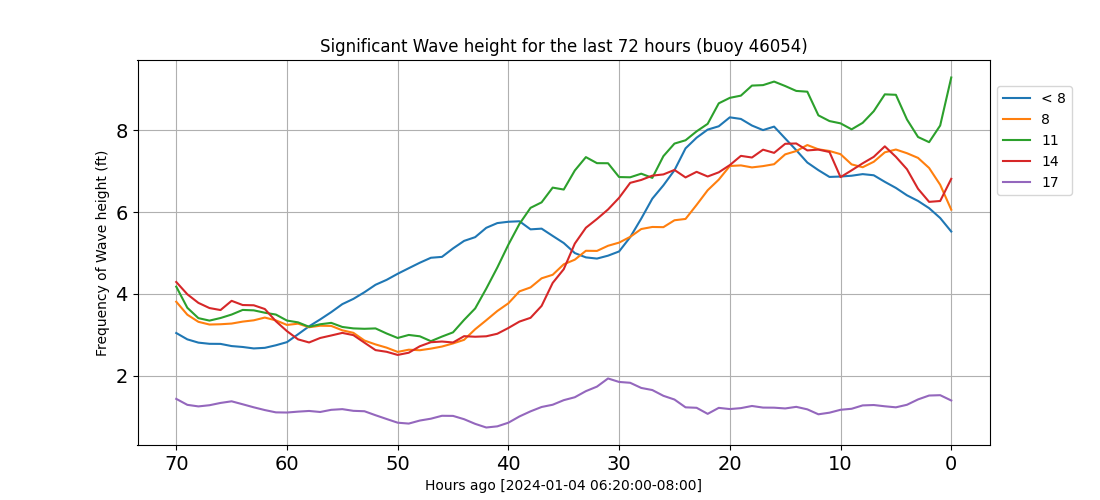 Significant Wave height for the last 72 hours (buoy 46054)
Frequency of Wave height (ft)
8
6
4
2
70 60 50 40 30 20 10 0
Hours ago [2024-01-04 06:20:00-08:00]
< 8
8
11
14
17